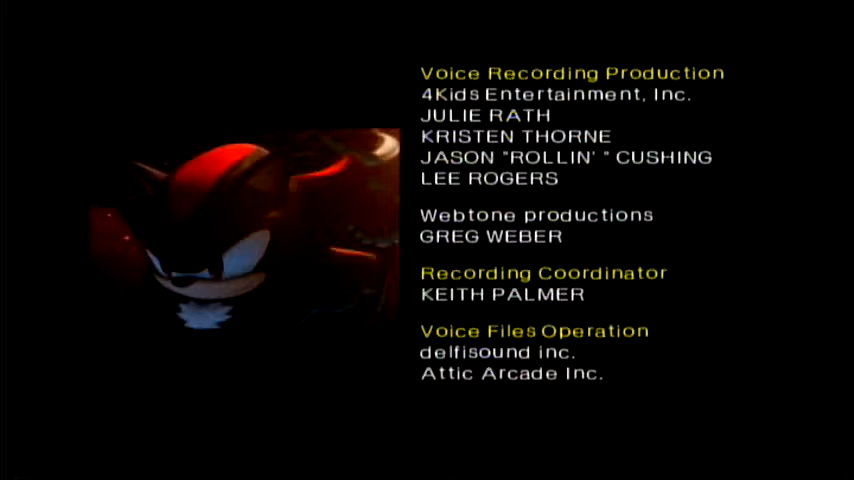 Voice Recording Production
4Kids Entertainment, Inc.
JULIE RATH
KRISTEN THORNE
JASON "ROLLIN' " CUSHING
LEE ROGERS
Webtone productions
GREG WEBER
Recording Coordinator
KEITH PALMER
Voice Files Operation
delfisound inc.
Attic Arcade Inc.